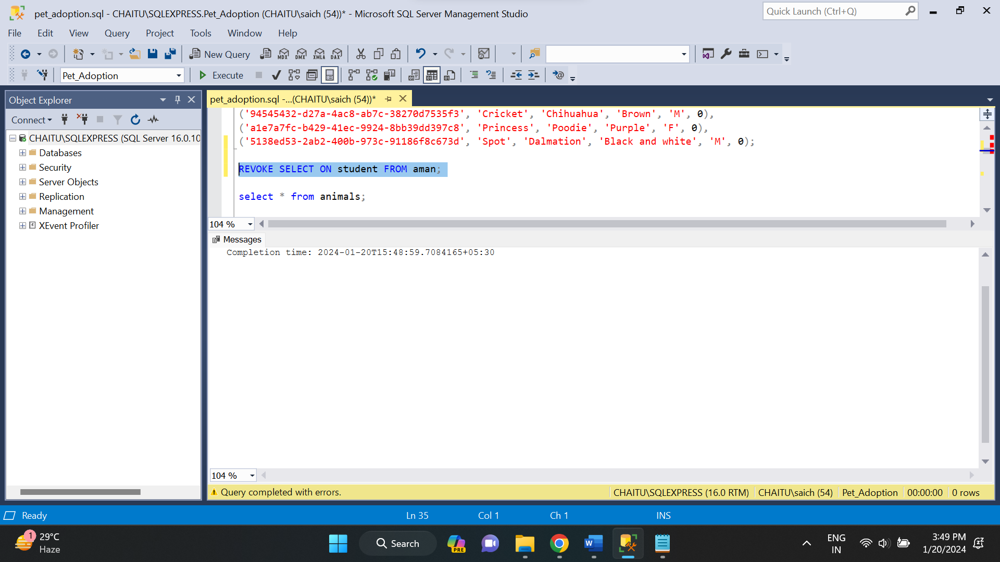 pet_adoption.sql - CHAITU\SQLEXPRESS.Pet_Adoption (CHAITU\saich (54))* - Microsoft SQL Server Management Studio
Quick Launch (Ctrl+Q)
File Edit View Query Project Tools Window Help
New Query MDX DMX XMLA DAX
Pet_Adoption Execute
Object Explorer
pet_adoption.sql -...(CHAITU\saich (54))*
Connect
CHAITU\SQLEXPRESS (SQL Server 16.0.10
Databases
Security
Server Objects
Replication
Management
XEvent Profiler
('94545432-d27a-4ac8-ab7c-38270d7535f3', 'Cricket', 'Chihuahua', 'Brown', 'M', 0),
('a1e7a7fc-b429-41ec-9924-8bb39dd397c8', 'Princess', 'Poodie', 'Purple', 'F', 0),
('5138ed53-2ab2-400b-973c-91186f8c673d', 'Spot', 'Dalmation', 'Black and white', 'M', 0);
REVOKE SELECT ON student FROM aman;
select * from animals;
104 %
Messages
Completion time: 2024-01-20T15:48:59.7084165+05:30
104 %
Query completed with errors. CHAITU\SQLEXPRESS (16.0 RTM) CHAITU\saich (54) Pet_Adoption 00:00:00 0 rows
Ready Ln 35 Col 1 Ch 1 INS
1 29°C
Haze
Search
PRE
ENG
IN
3:49 PM
1/20/2024